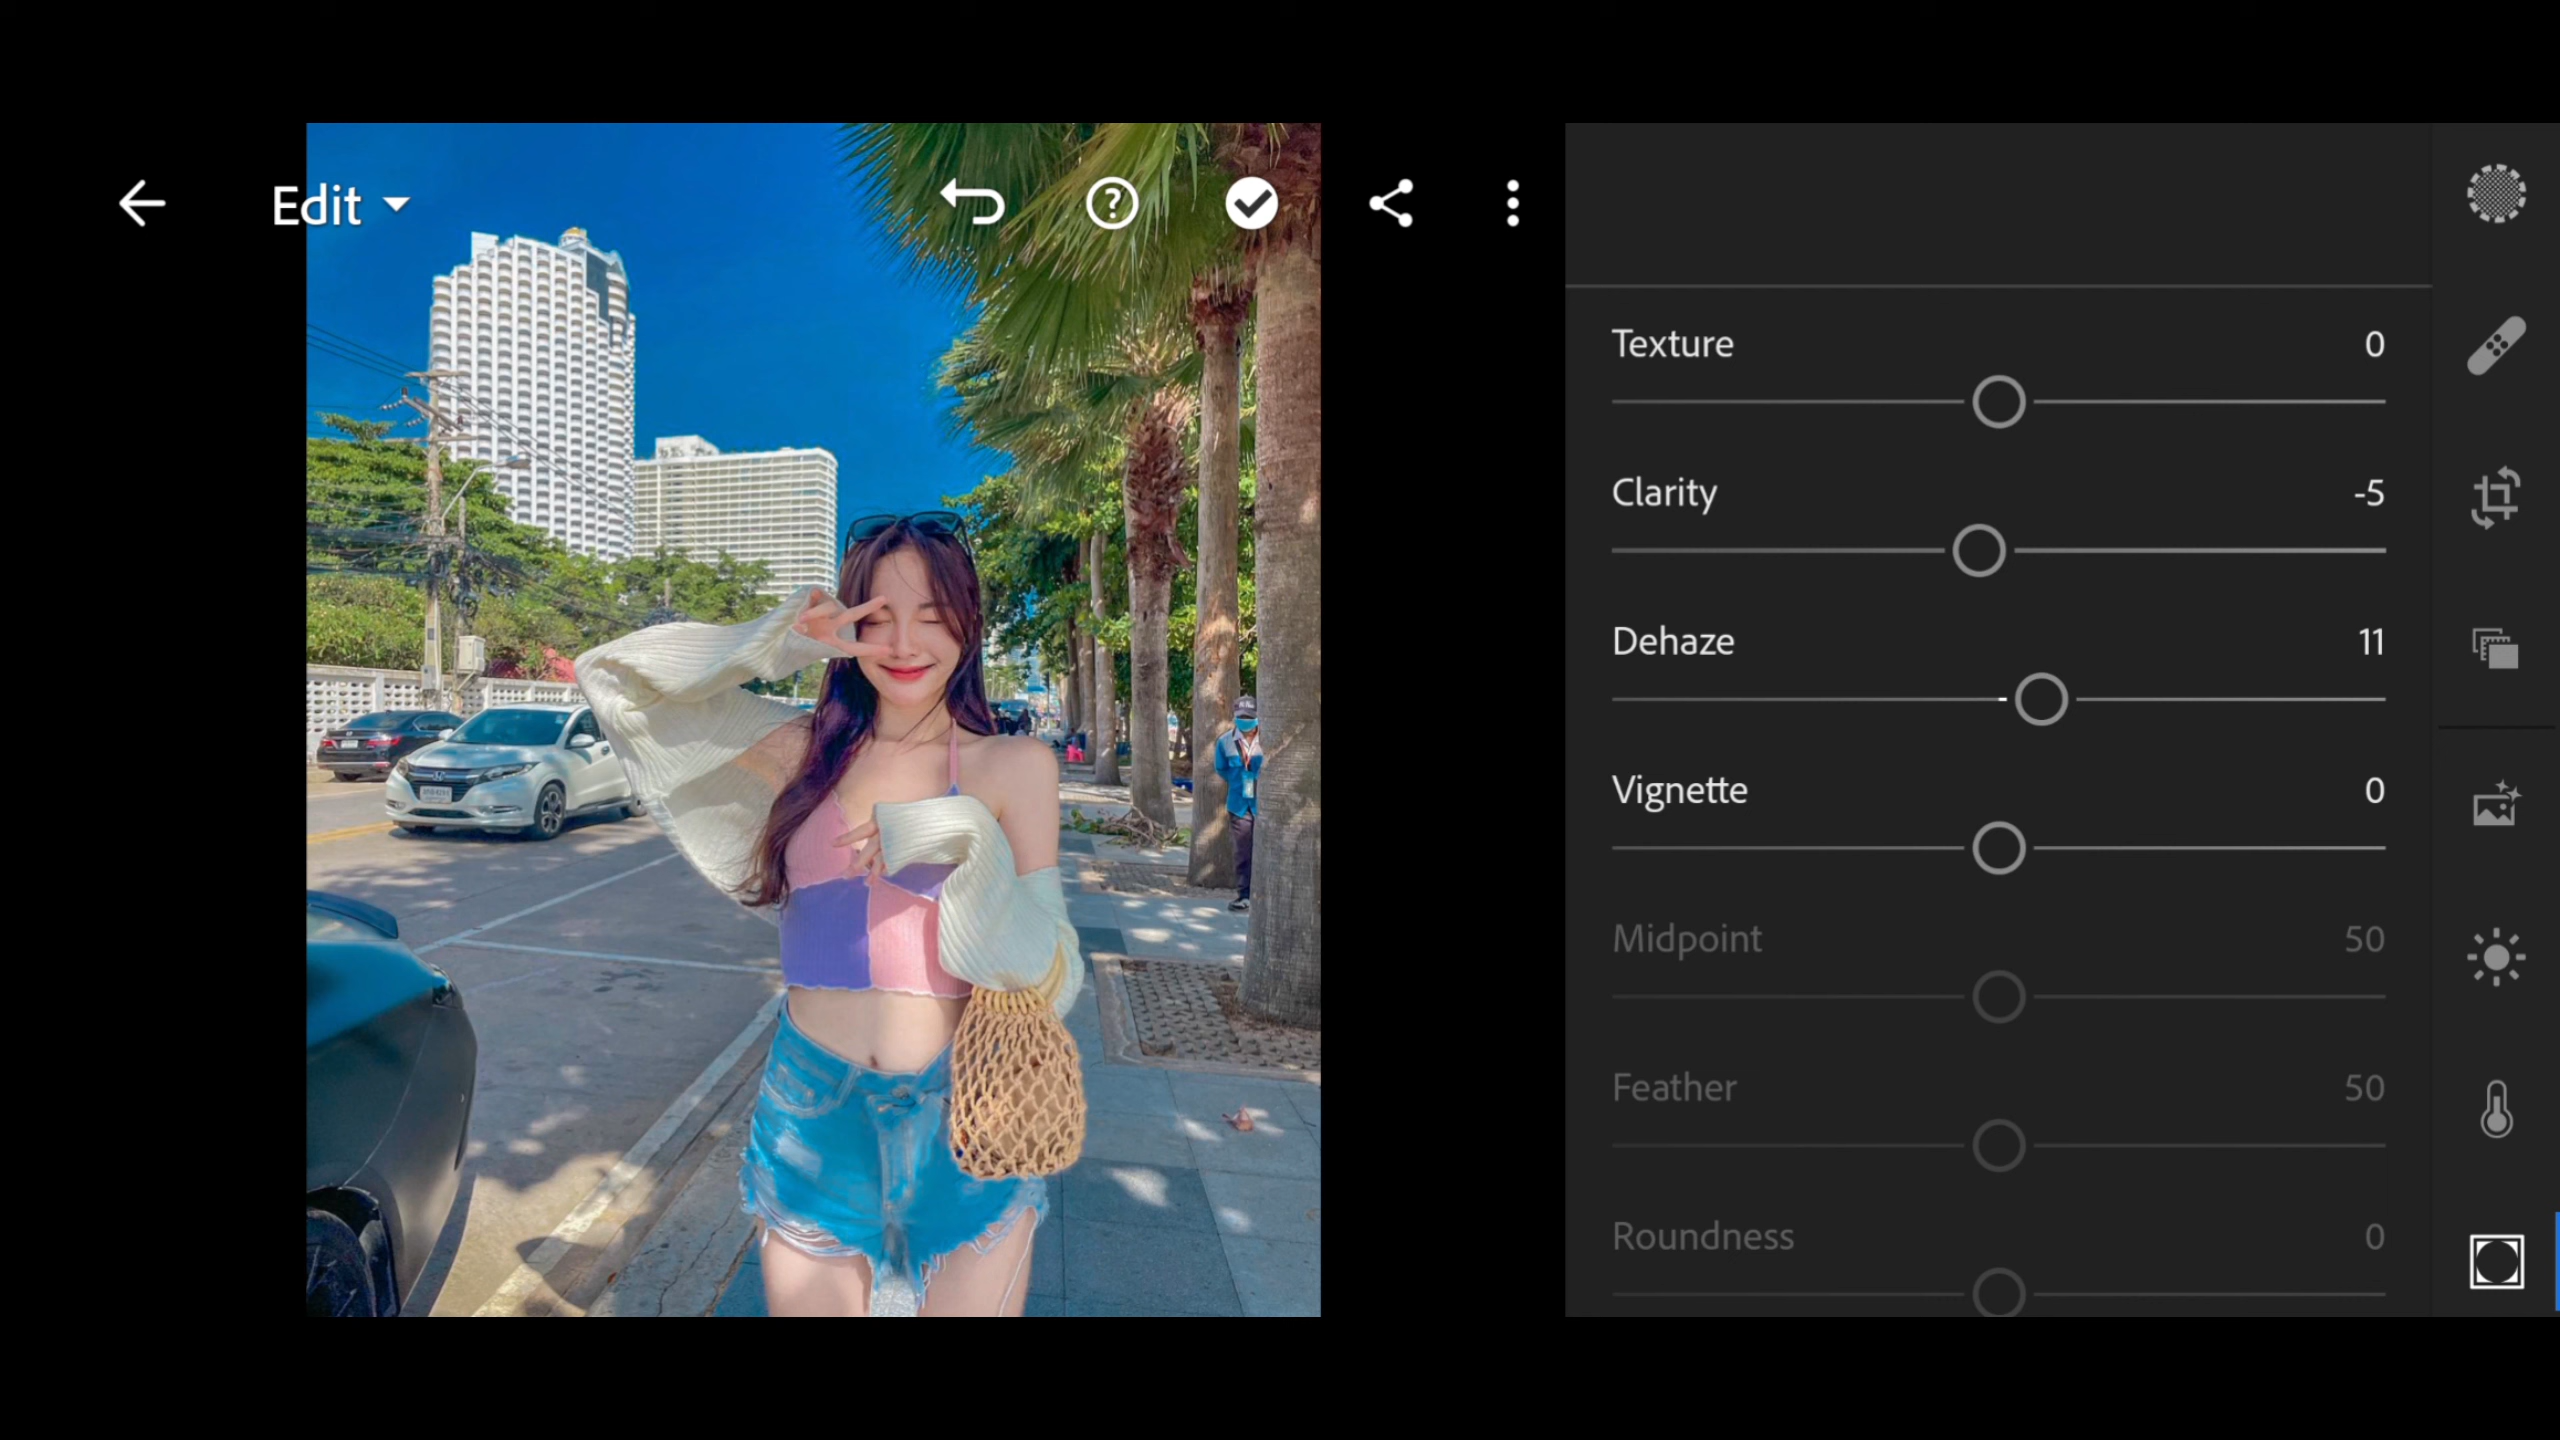 Edit
Texture 0
Clarity -5
Dehaze 11
Vignette 0
Midpoint 50
Feather 50
Roundness 0